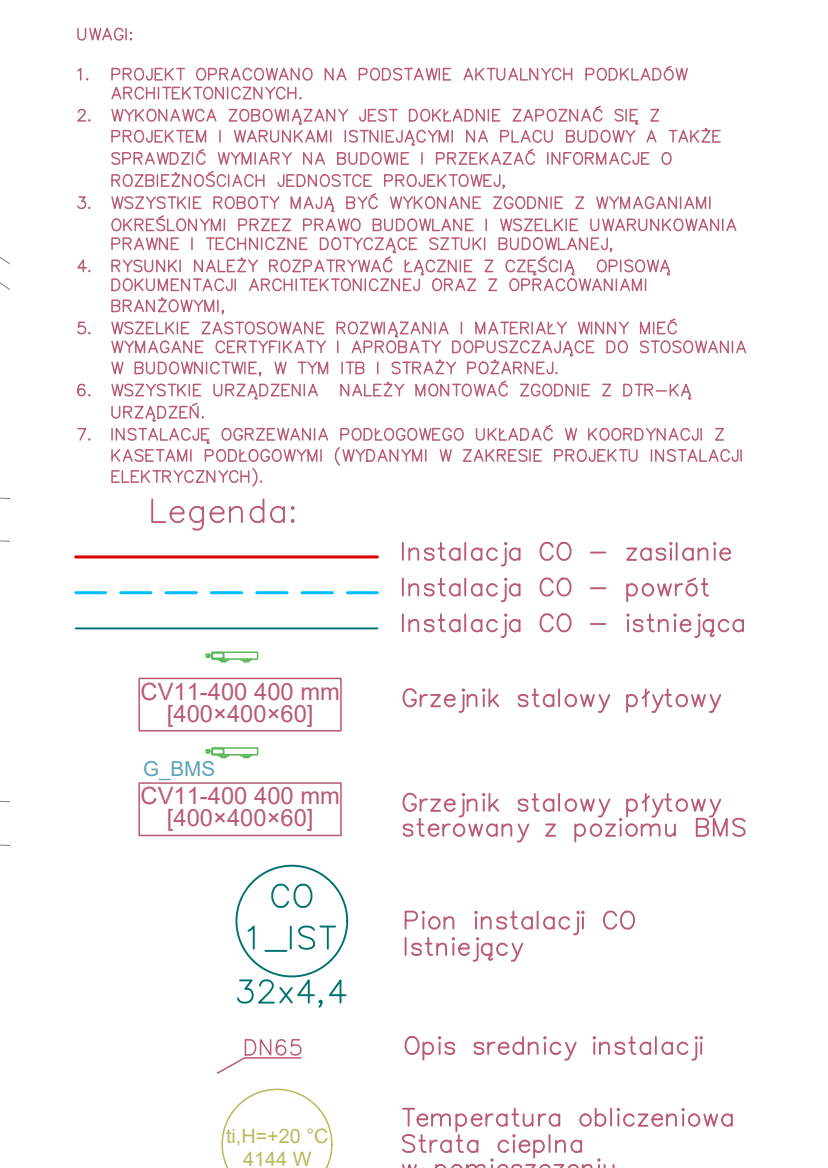 UWAGI:
1. PROJEKT OPRACOWANO NA PODSTAWIE AKTUALNYCH PODKLADÓW
ARCHITEKTONICZNYCH.
2. WYKONAWCA ZOBOWIĄZANY JEST DOKŁADNIE ZAPOZNAĆ SIĘ Z
PROJEKTEM I WARUNKAMI ISTNIEJĄCYMI NA PLACU BUDOWY A TAKŻE
SPRAWDZIĆ WYMIARY NA BUDOWIE I PRZEKAZAĆ INFORMACJE O
ROZBIEŻNOŚCIACH JEDNOSTCE PROJEKTOWEJ,
3. WSZYSTKIE ROBOTY MAJĄ BYĆ WYKONANE ZGODNIE Z WYMAGANIAMI
OKREŚLONYMI PRZEZ PRAWO BUDOWLANE I WSZELKIE UWARUNKOWANIA
PRAWNE I TECHNICZNE DOTYCZĄCE SZTUKI BUDOWLANEJ,
4. RYSUNKI NALEŻY ROZPATRYWAĆ ŁĄCZNIE Z CZĘŚCIĄ OPISOWĄ
DOKUMENTACJI ARCHITEKTONICZNEJ ORAZ Z OPRACOWANIAMI
BRANŻOWYMI,
5. WSZELKIE ZASTOSOWANE ROZWIĄZANIA I MATERIAŁY WINNY MIEĆ
WYMAGANE CERTYFIKATY I APROBATY DOPUSZCZAJĄCE DO STOSOWANIA
W BUDOWNICTWIE, W TYM ITB I STRAŻY POŻARNEJ.
6. WSZYSTKIE URZĄDZENIA NALEŻY MONTOWAĆ ZGODNIE Z DTR-KĄ
URZĄDZEŃ.
7. INSTALACJĘ OGRZEWANIA PODŁOGOWEGO UKŁADAĆ W KOORDYNACJI Z
KASETAMI PODŁOGOWYMI (WYDANYMI W ZAKRESIE PROJEKTU INSTALACJI
ELEKTRYCZNYCH).
Legenda:
Instalacja CO – zasilanie
Instalacja CO – powrót
Instalacja CO – istniejąca
CV11-400 400 mm
[400×400×60]
Grzejnik stalowy płytowy
G_BMS
CV11-400 400 mm
[400×400×60]
Grzejnik stalowy płytowy
sterowany z poziomu BMS
CO
1_IST
32x4,4
Pion instalacji CO
Istniejący
DN65
Opis srednicy instalacji
ti,H=+20 °C
4144 W
Temperatura obliczeniowa
Strata cieplna
w pomieszczeniu